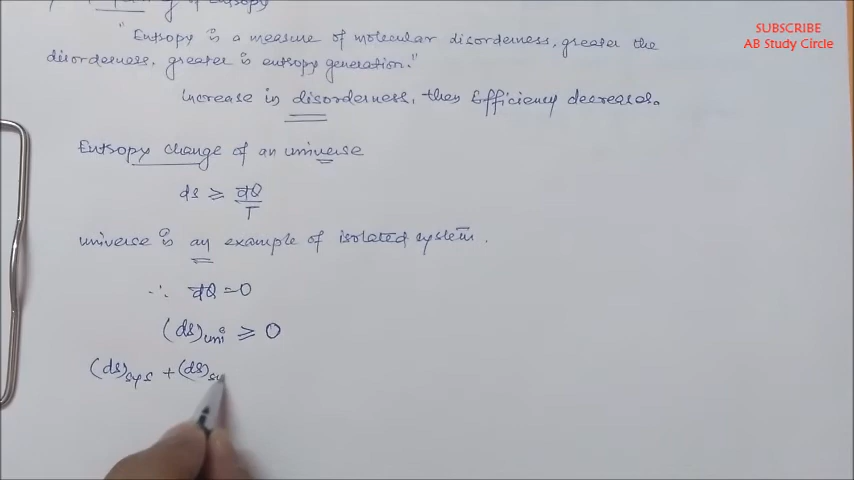 of Entropy
SUBSCRIBE
AB Study Circle
"Entropy is a measure of molecular disorderness, greater the
disorderness, greater is entropy generation."
Increase in disorderness, then Efficiency decreases.
Entropy change of an universe
ds ≥ đQ/T
universe is an example of isolated system.
∴ đQ = 0
(ds)uni ≥ 0
(ds)sys + (ds)su